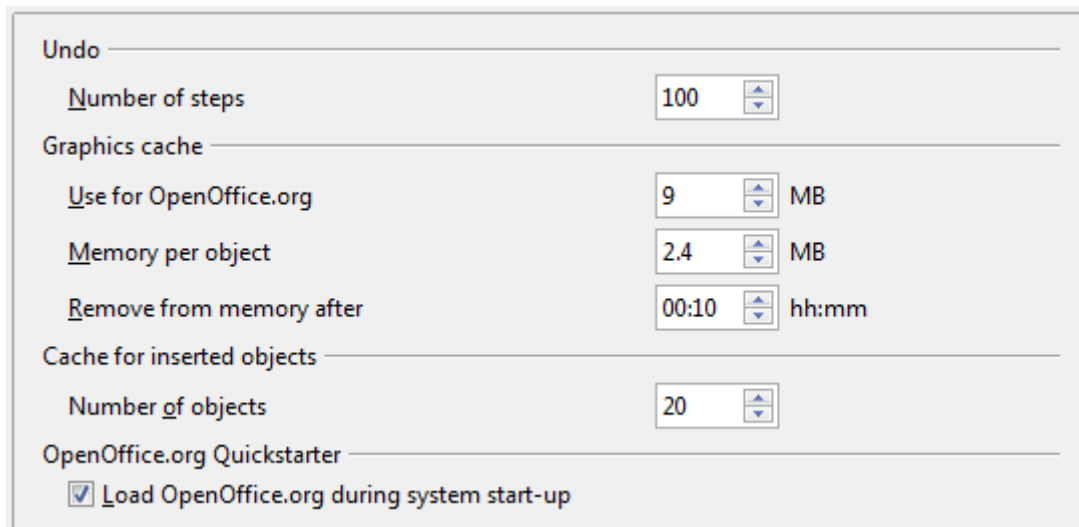 Undo
Number of steps 100
Graphics cache
Use for OpenOffice.org 9 MB
Memory per object 2.4 MB
Remove from memory after 00:10 hh:mm
Cache for inserted objects
Number of objects 20
OpenOffice.org Quickstarter
Load OpenOffice.org during system start-up